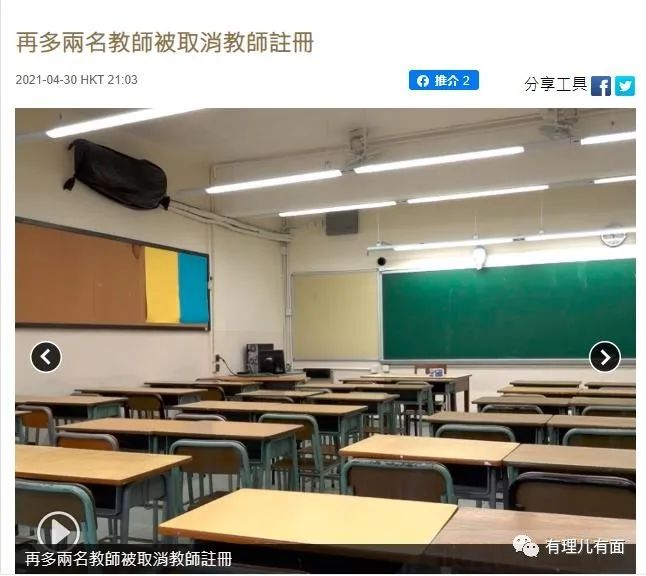 再多兩名教師被取消教師註冊
2021-04-30 HKT 21:03
推介 2
分享工具
再多兩名教師被取消教師註冊
有理儿有面